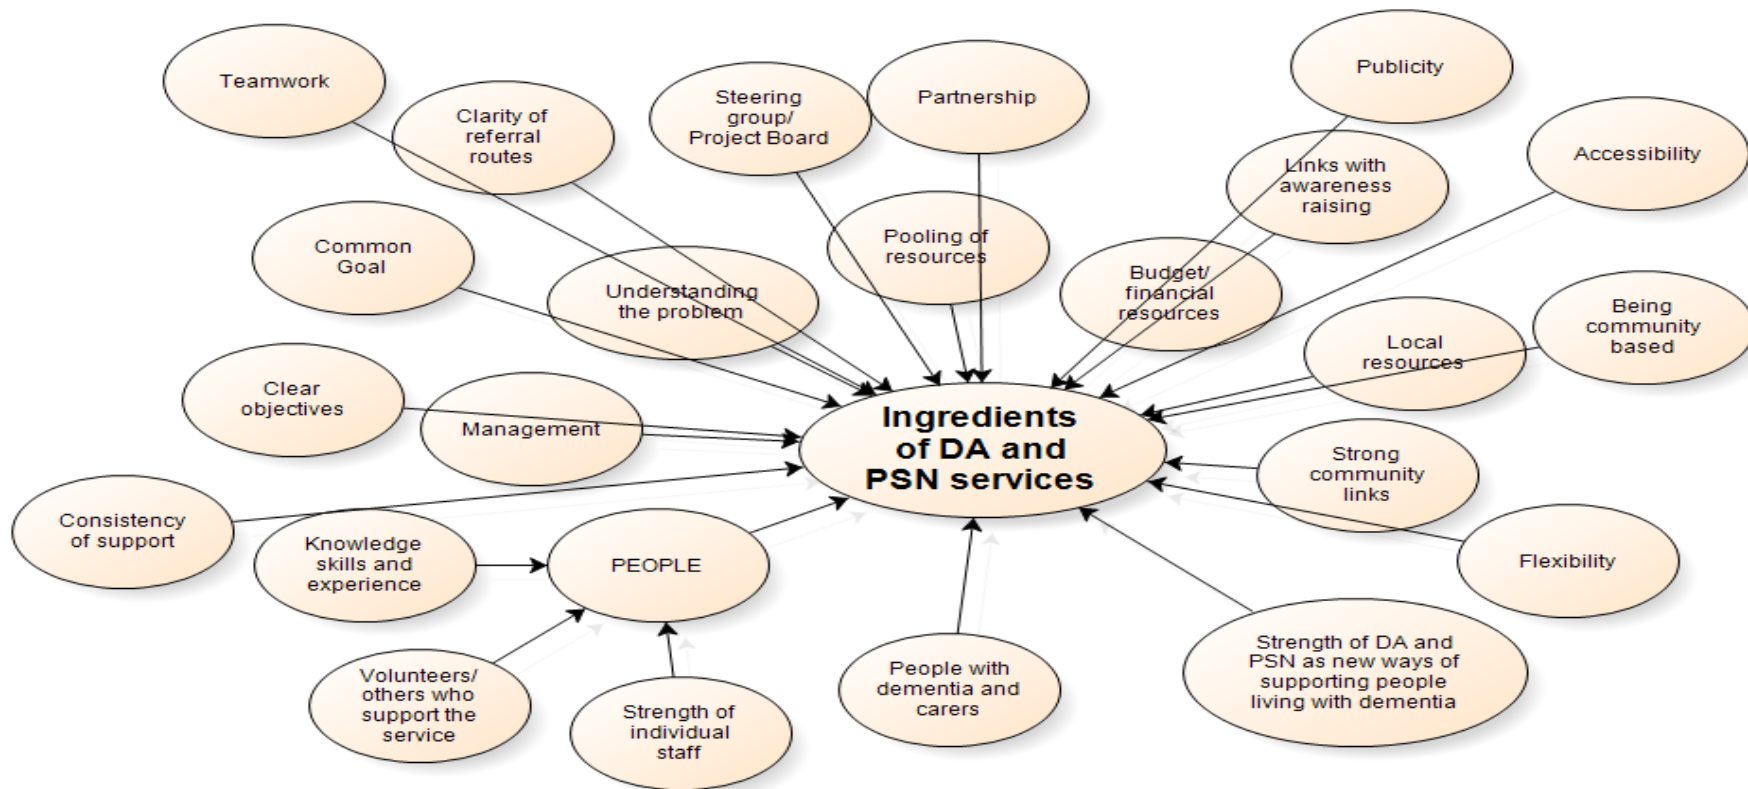 Teamwork
Clarity of
referral
routes
Steering
group/
Project Board
Partnership
Publicity
Links with
awareness
raising
Accessibility
Common
Goal
Understanding
the problem
Pooling of
resources
Budget/
financial
resources
Local
resources
Being
community
based
Clear
objectives
Management
Ingredients
of DA and
PSN services
Strong
community
links
Consistency
of support
Knowledge
skills and
experience
PEOPLE
Flexibility
Volunteers/
others who
support the
service
Strength of
individual
staff
People with
dementia and
carers
Strength of DA and
PSN as new ways of
supporting people
living with dementia